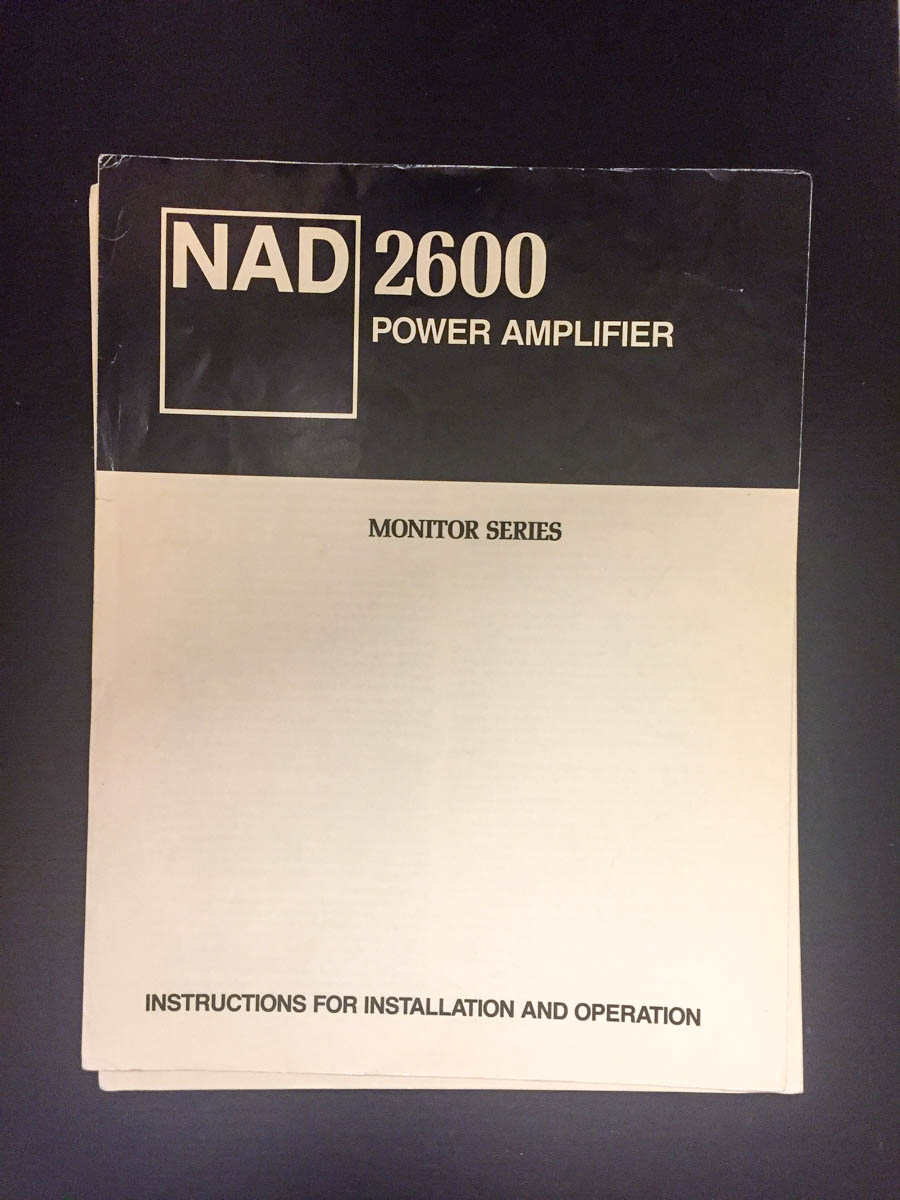 NAD 2600
POWER AMPLIFIER
MONITOR SERIES
INSTRUCTIONS FOR INSTALLATION AND OPERATION